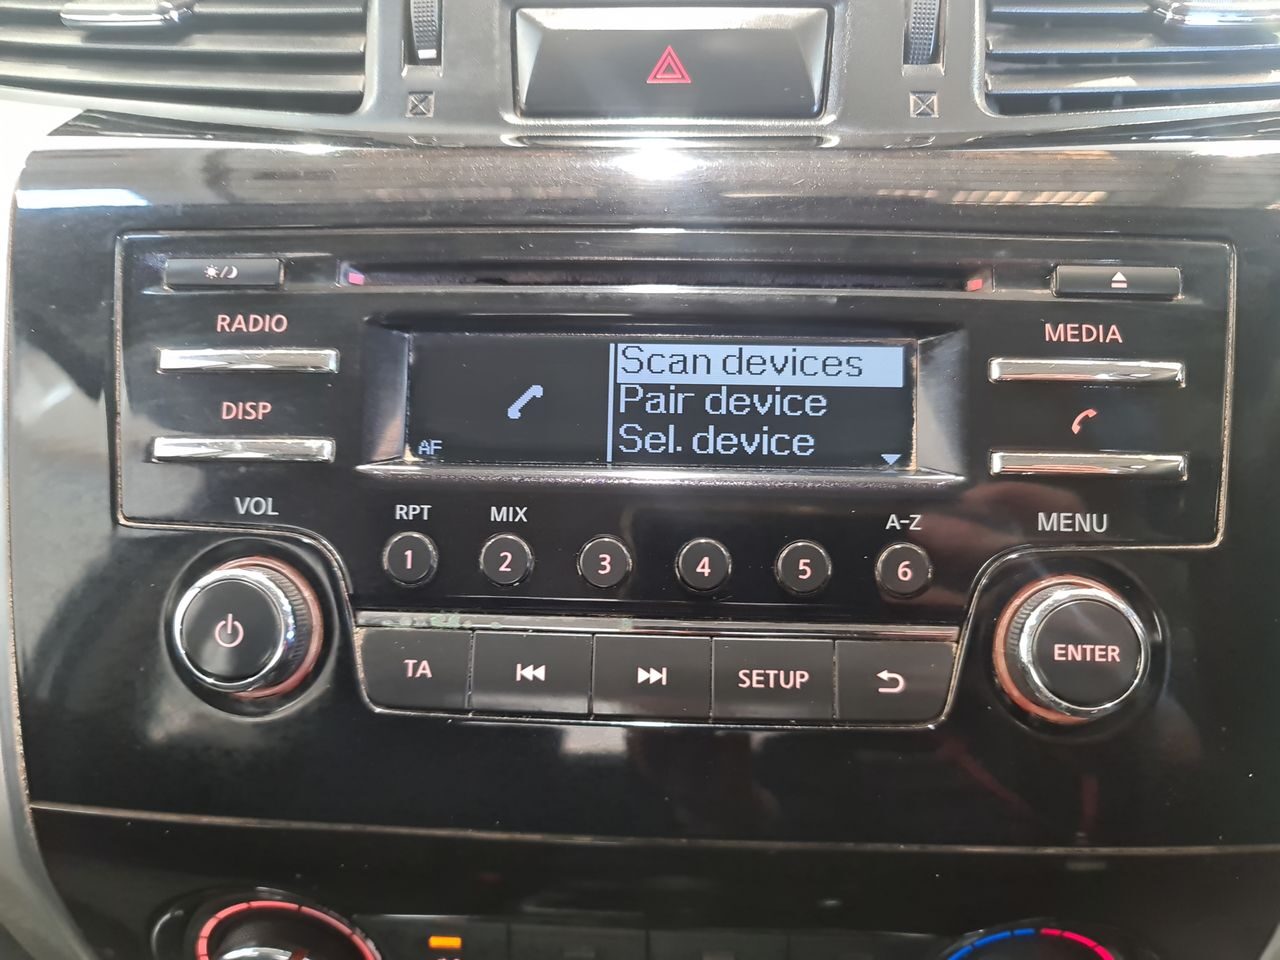 RADIO
MEDIA
Scan devices
Pair device
Sel. device
AF
DISP
VOL
RPT
MIX
A-Z
MENU
1
2
3
4
5
6
TA
SETUP
ENTER